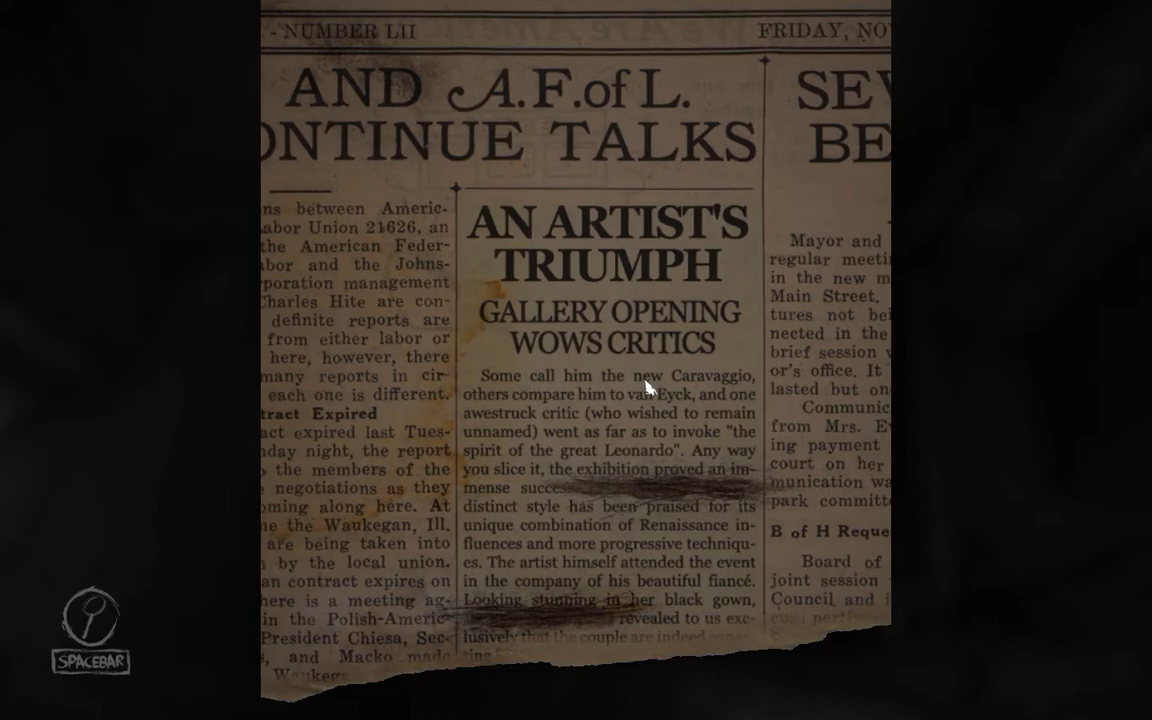 - NUMBER LII
FRIDAY, NO
AND A.F.of L.
ONTINUE TALKS
SEV
BE
ns between Americ-
abor Union 21626, an
the American Feder-
bor and the Johns-
poration management
Charles Hite are con-
definite reports are
from either labor or
here, however, there
many reports in cir-
each one is different.
tract Expired
act expired last Tues-
day night, the report
the members of the
negotiations as they
oming along here. At
me the Waukegan, Ill.
are being taken into
n by the local union.
an contract expires on
here is a meeting ag-
in the Polish-Americ-
President Chiesa, Sec-
s, and Macko made
Waukeg
AN ARTIST'S
TRIUMPH
GALLERY OPENING
WOWS CRITICS
Some call him the new Caravaggio,
others compare him to van Eyck, and one
awestruck critic (who wished to remain
unnamed) went as far as to invoke "the
spirit of the great Leonardo". Any way
you slice it, the exhibition proved an im-
mense succes
distinct style has been praised for its
unique combination of Renaissance in-
fluences and more progressive techniqu-
es. The artist himself attended the event
in the company of his beautiful fiancé.
Looking stunning in her black gown,
revealed to us exc-
lusively that the couple are indeed expec-
ting
Mayor and
regular meeti
in the new m
Main Street.
tures not bei
nected in the
brief session v
or's office. It
lasted but on
Communic
from Mrs. Ev
ing payment
court on her
munication wa
park committe
B of H Reque
Board of
joint session
Council and i
SPACEBAR